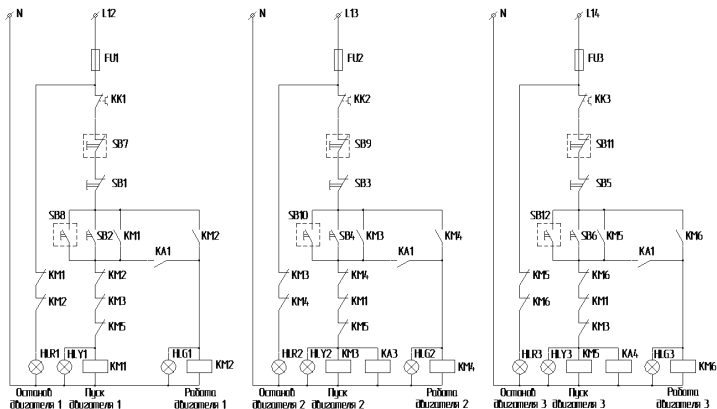 N L12 N L13 N L14
FU1 FU2 FU3
KK1 KK2 KK3
SB7 SB9 SB11
SB1 SB3 SB5
SB8 SB10 SB12
SB2 KM1 KM2 SB4 KM3 KM4 SB6 KM5 KM6
KA1 KA1 KA1
KM1 KM2 KM3 KM4 KM5 KM6
KM2 KM3 KM4 KM1 KM6 KM1
KM5 KM5 KM3
HLR1 HLY1 HLG1 HLR2 HLY2 KM3 KA3 HLG2 HLR3 HLY3 KM5 KA4 HLG3
KM1 KM2 KM4 KM6
Останов Пуск Работа Останов Пуск Работа Останов Пуск Работа
двигателя 1 двигателя 1 двигателя 1 двигателя 2 двигателя 2 двигателя 2 двигателя 3 двигателя 3 двигателя 3